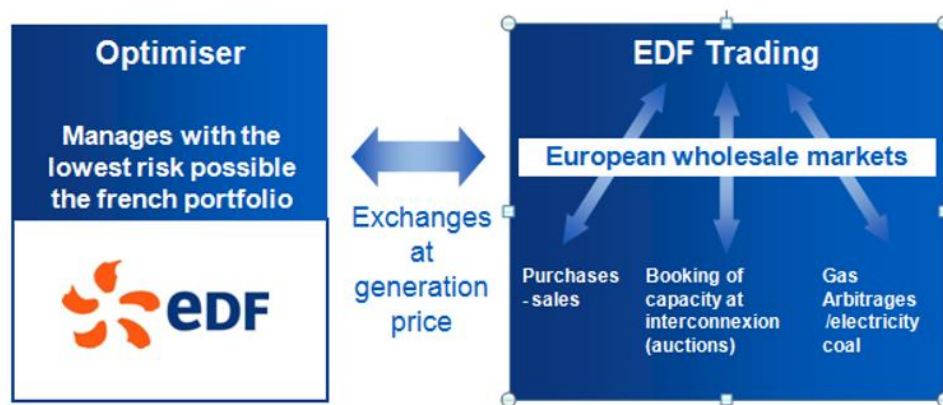 Optimiser
Manages with the
lowest risk possible
the french portfolio
eDF
Exchanges
at
generation
price
EDF Trading
European wholesale markets
Purchases
- sales
Booking of
capacity at
interconnexion
(auctions)
Gas
Arbitrages
/electricity
coal